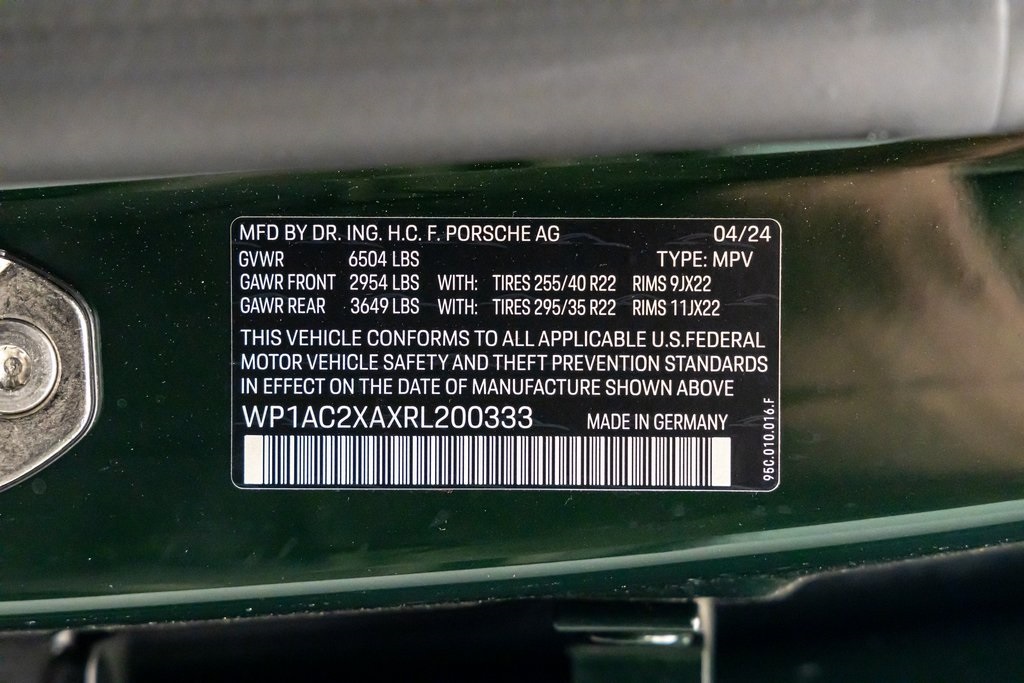 MFD BY DR. ING. H.C. F. PORSCHE AG 04/24
GVWR 6504 LBS TYPE: MPV
GAWR FRONT 2954 LBS WITH: TIRES 255/40 R22 RIMS 9JX22
GAWR REAR 3649 LBS WITH: TIRES 295/35 R22 RIMS 11JX22
THIS VEHICLE CONFORMS TO ALL APPLICABLE U.S.FEDERAL
MOTOR VEHICLE SAFETY AND THEFT PREVENTION STANDARDS
IN EFFECT ON THE DATE OF MANUFACTURE SHOWN ABOVE
WP1AC2XAXRL200333 MADE IN GERMANY
95C.010.016.F